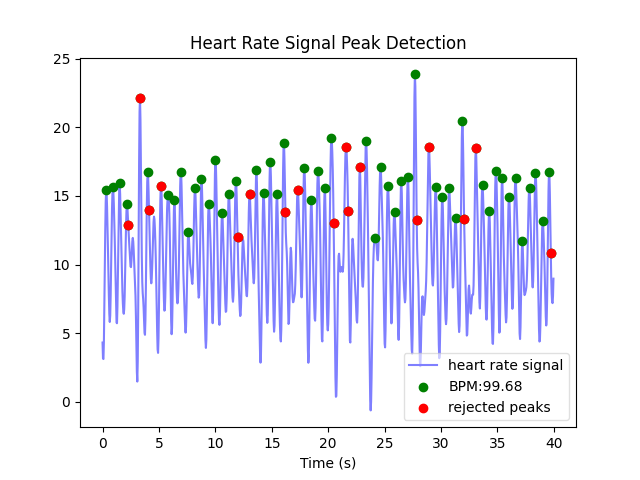 Heart Rate Signal Peak Detection
25
20
15
10
5
0
0 5 10 15 20 25 30 35 40
Time (s)
heart rate signal
BPM:99.68
rejected peaks